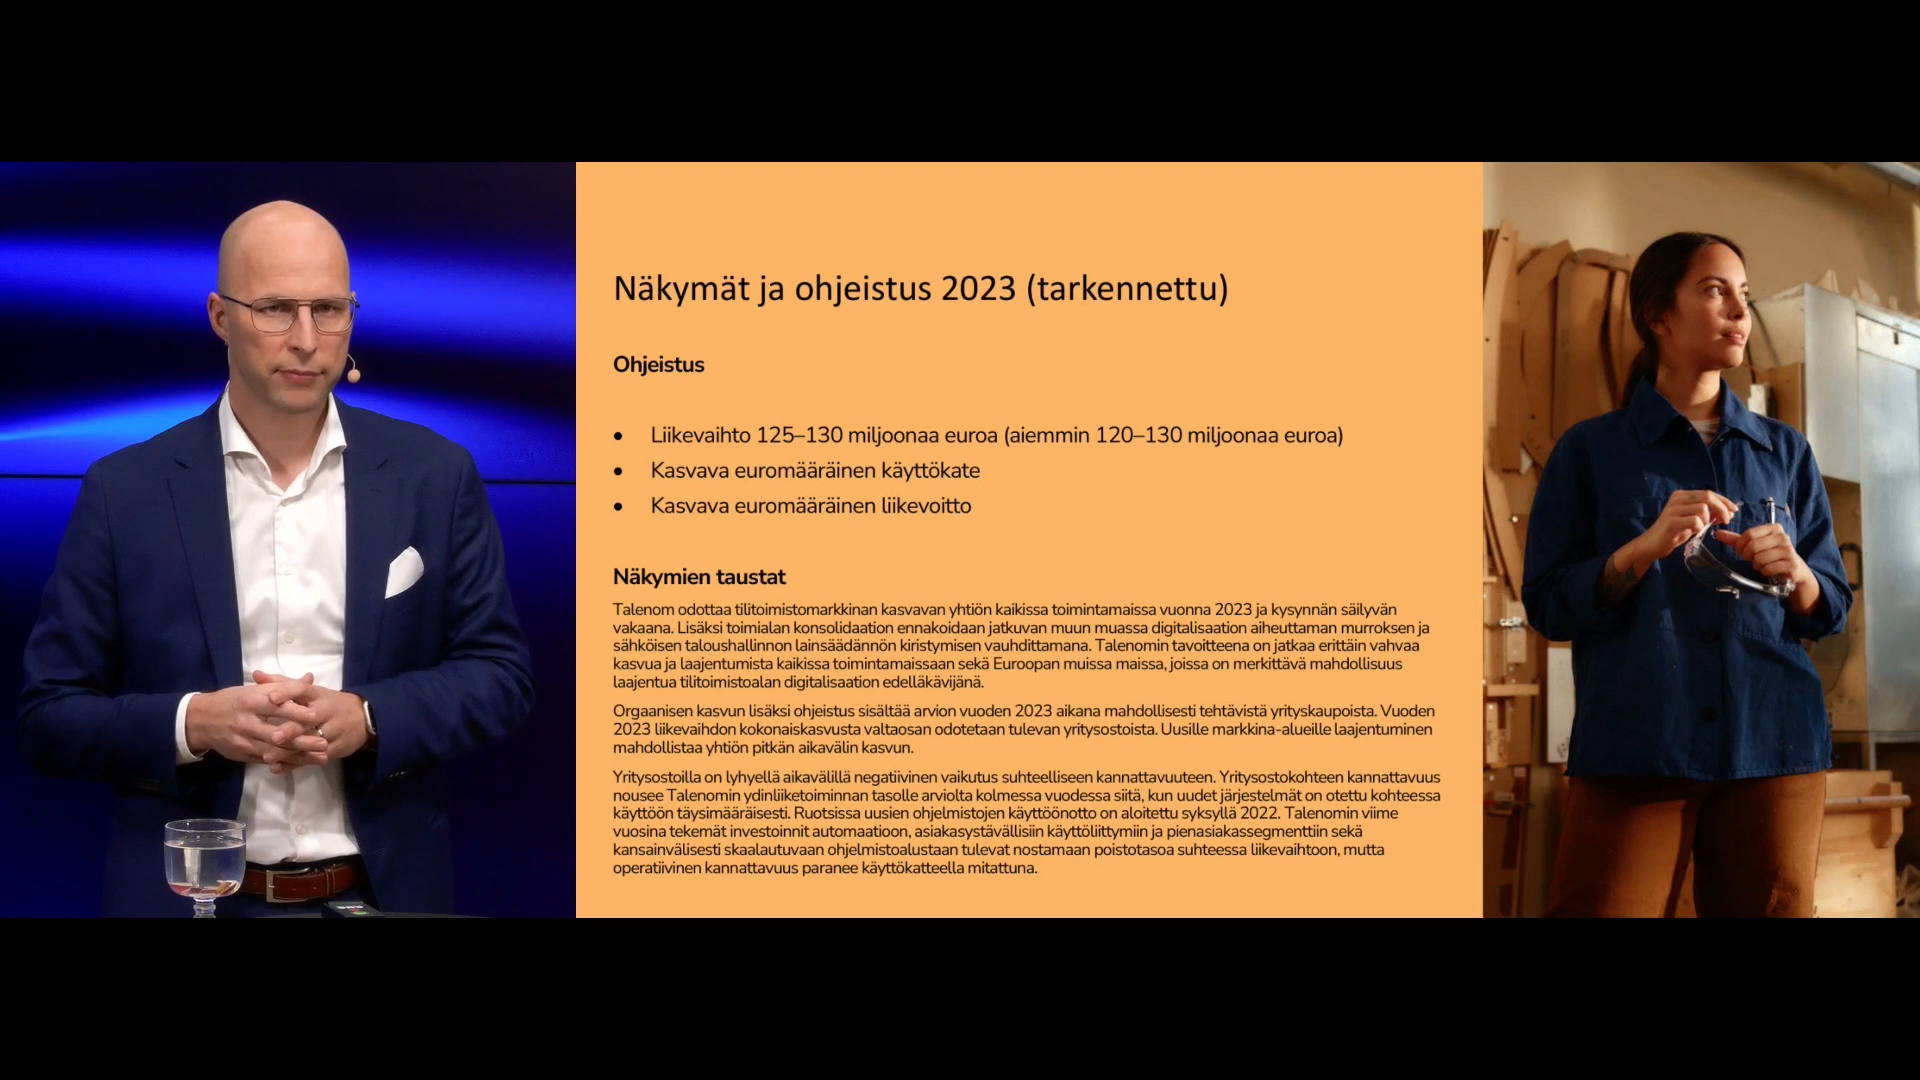 Näkymät ja ohjeistus 2023 (tarkennettu)
Ohjeistus
• Liikevaihto 125–130 miljoonaa euroa (aiemmin 120–130 miljoonaa euroa)
• Kasvava euromääräinen käyttökate
• Kasvava euromääräinen liikevoitto
Näkymien taustat
Talenom odottaa tilitoimistomarkkinan kasvavan yhtiön kaikissa toimintamaissa vuonna 2023 ja kysynnän säilyvän
vakaana. Lisäksi toimialan konsolidaation ennakoidaan jatkuvan muun muassa digitalisaation aiheuttaman murroksen ja
sähköisen taloushallinnon lainsäädännön kiristymisen vauhdittamana. Talenomin tavoitteena on jatkaa erittäin vahvaa
kasvua ja laajentumista kaikissa toimintamaissaan sekä Euroopan muissa maissa, joissa on merkittävä mahdollisuus
laajentua tilitoimistoalan digitalisaation edelläkävijänä.
Orgaanisen kasvun lisäksi ohjeistus sisältää arvion vuoden 2023 aikana mahdollisesti tehtävistä yrityskaupoista. Vuoden
2023 liikevaihdon kokonaiskasvusta valtaosan odotetaan tulevan yritysostoista. Uusille markkina-alueille laajentuminen
mahdollistaa yhtiön pitkän aikavälin kasvun.
Yritysostoilla on lyhyellä aikavälillä negatiivinen vaikutus suhteelliseen kannattavuuteen. Yritysostokohteen kannattavuus
nousee Talenomin ydinliiketoiminnan tasolle arviolta kolmessa vuodessa siitä, kun uudet järjestelmät on otettu kohteessa
käyttöön täysimääräisesti. Ruotsissa uusien ohjelmistojen käyttöönotto on aloitettu syksyllä 2022. Talenomin viime
vuosina tekemät investoinnit automaatioon, asiakasystävällisiin käyttöliittymiin ja pienasiakassegmenttiin sekä
kansainvälisesti skaalautuvaan ohjelmistoalustaan tulevat nostamaan poistotasoa suhteessa liikevaihtoon, mutta
operatiivinen kannattavuus paranee käyttökatteella mitattuna.